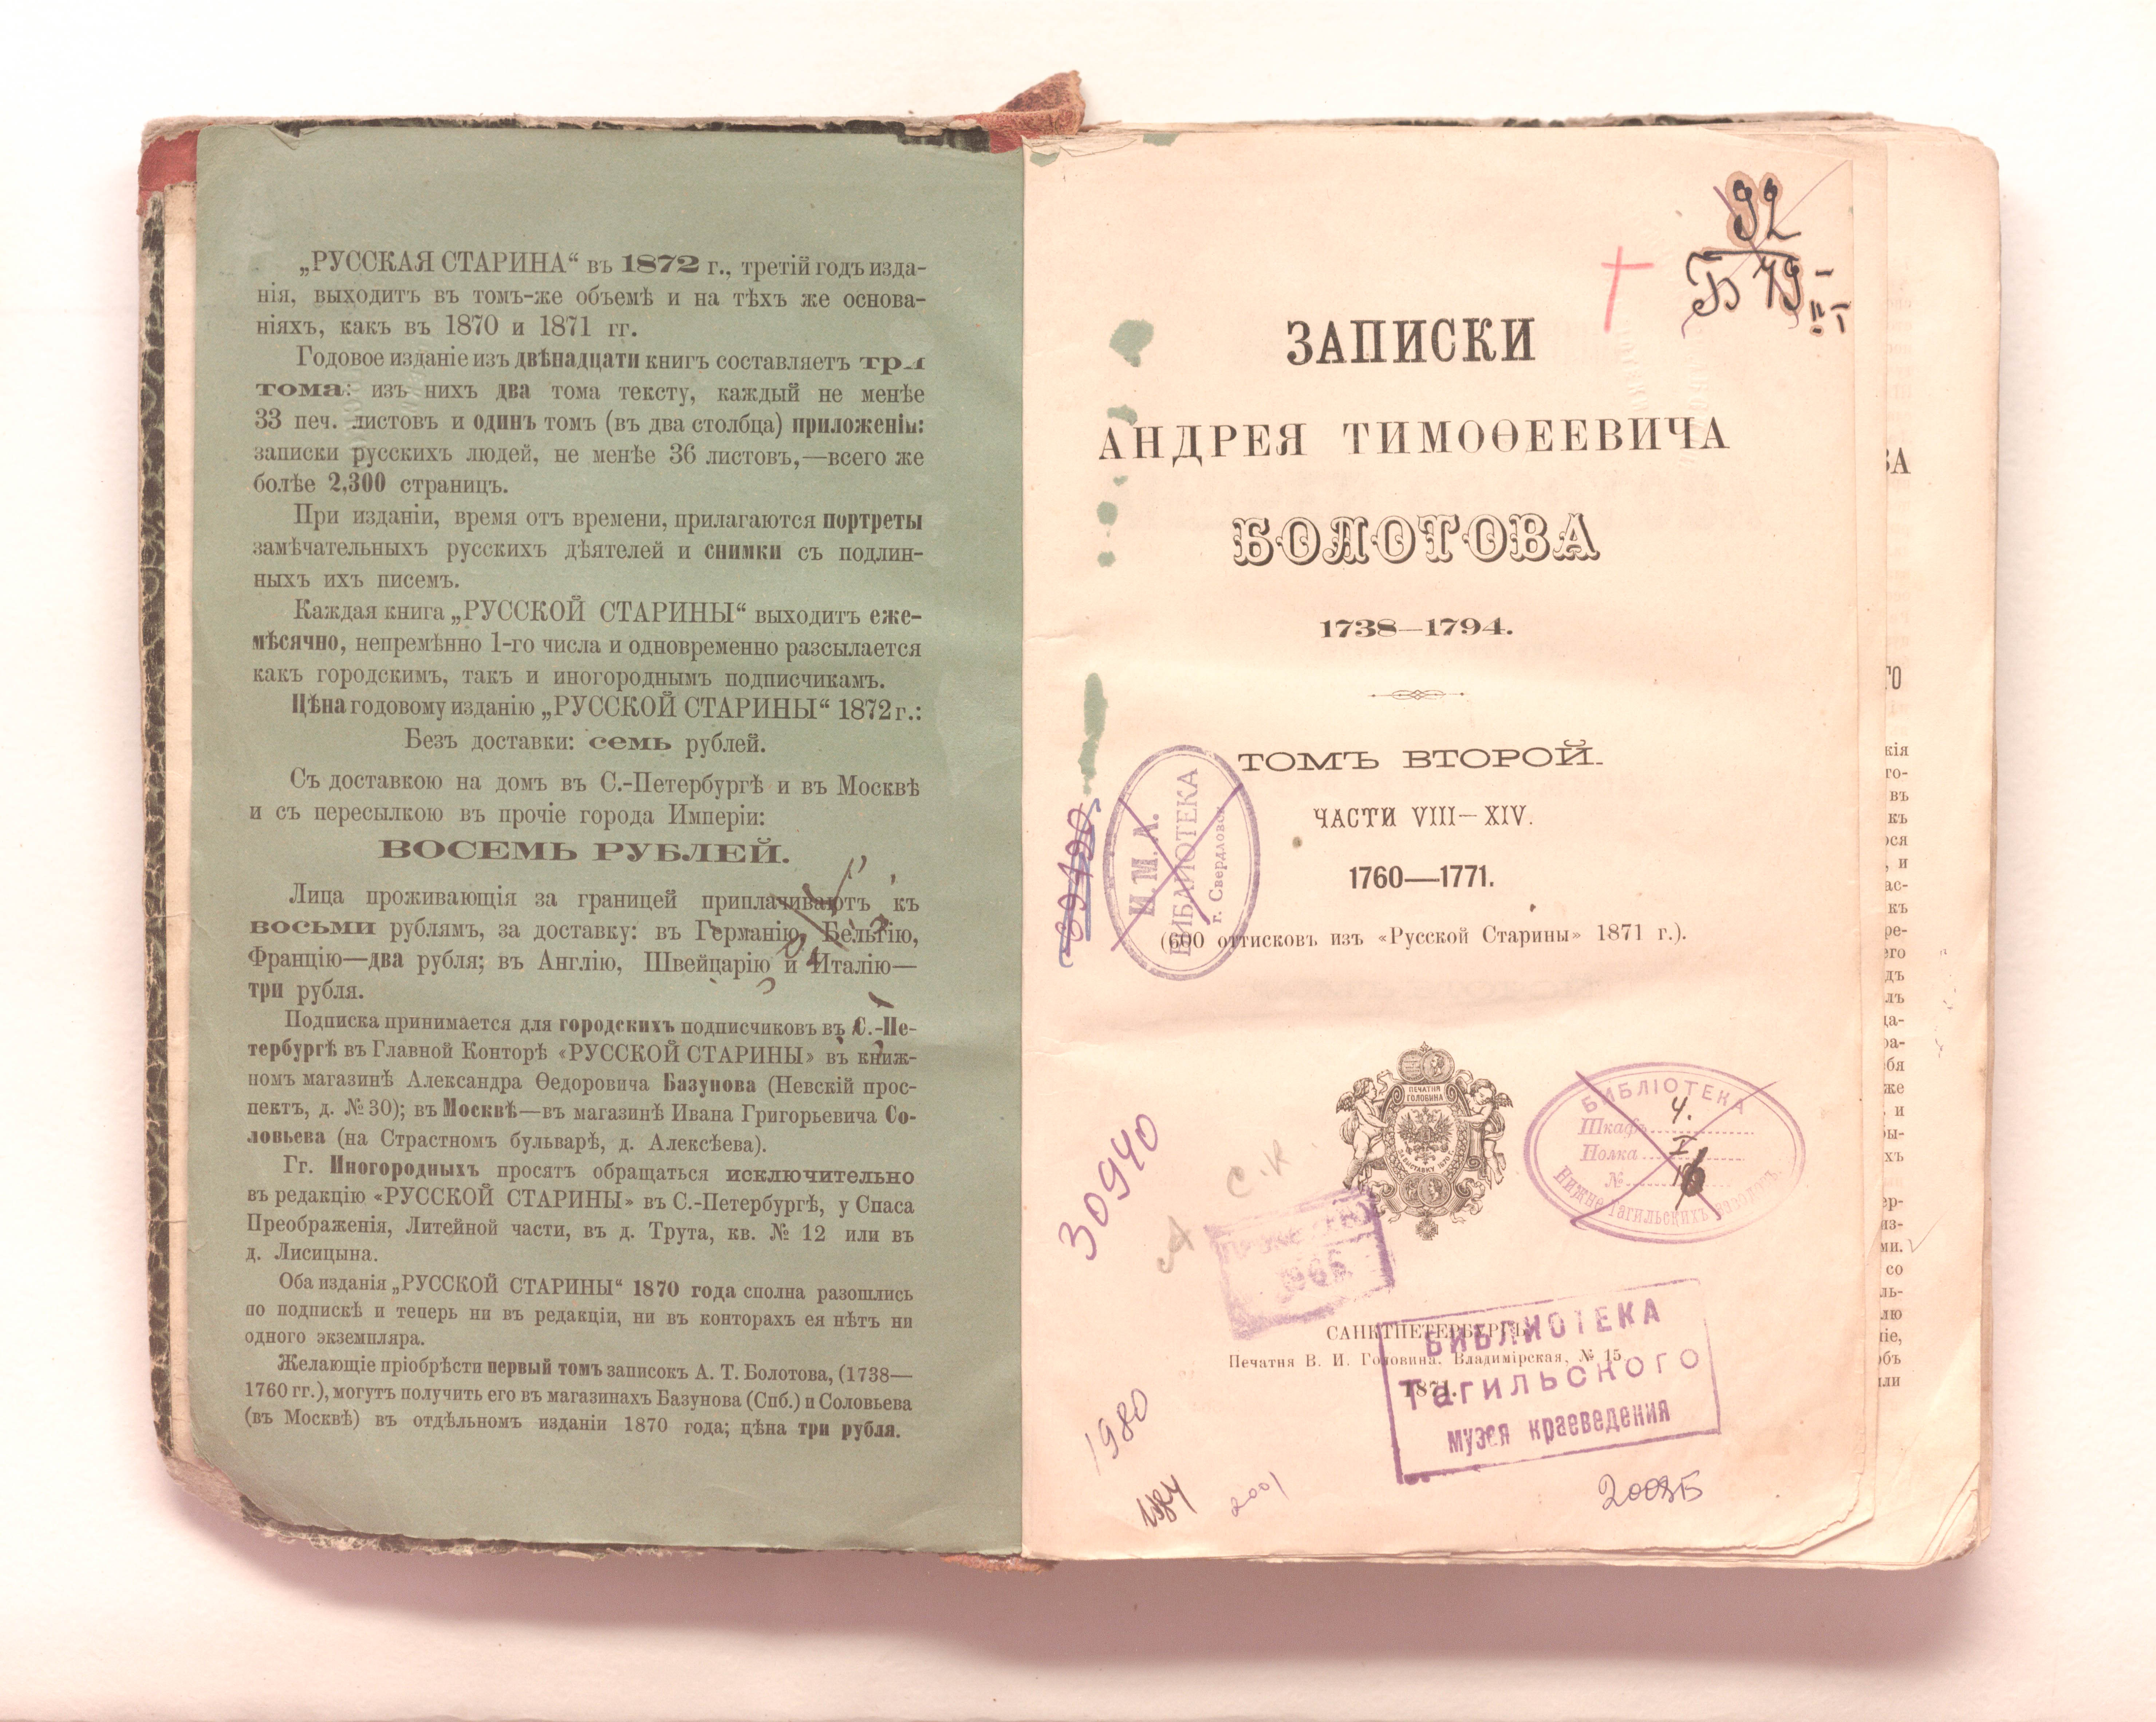 „РУССКАЯ СТАРИНА“ въ 1872 г., третій годъ изда-
нія, выходитъ въ томъ-же объемѣ и на тѣхъ же основа-
ніяхъ, какъ въ 1870 и 1871 гг.
Годовое изданіе изъ двѣнадцати книгъ составляетъ три
тома: изъ нихъ два тома тексту, каждый не менѣе
33 печ. листовъ и одинъ томъ (въ два столбца) приложеній:
записки русскихъ людей, не менѣе 36 листовъ,—всего же
болѣе 2,300 страницъ.
При изданіи, время отъ времени, прилагаются портреты
замѣчательныхъ русскихъ дѣятелей и снимки съ подлин-
ныхъ ихъ писемъ.
Каждая книга „РУССКОЙ СТАРИНЫ“ выходитъ еже-
мѣсячно, непремѣнно 1-го числа и одновременно разсылается
какъ городскимъ, такъ и иногороднымъ подписчикамъ.
Цѣна годовому изданію „РУССКОЙ СТАРИНЫ“ 1872 г.:
Безъ доставки: семь рублей.
Съ доставкою на домъ въ С.-Петербургѣ и въ Москвѣ
и съ пересылкою въ прочіе города Имперіи:
ВОСЕМЬ РУБЛЕЙ.
Лица проживающія за границей приплачиваютъ къ
восьми рублямъ, за доставку: въ Германію, Бельгію,
Францію—два рубля; въ Англію, Швейцарію и Италію—
три рубля.
Подписка принимается для городскихъ подписчиковъ въ С.-Пе-
тербургѣ въ Главной Конторѣ «РУССКОЙ СТАРИНЫ» въ книж-
номъ магазинѣ Александра Ѳедоровича Базунова (Невскій прос-
пектъ, д. № 30); въ Москвѣ—въ магазинѣ Ивана Григорьевича Со-
ловьева (на Страстномъ бульварѣ, д. Алексѣева).
Гг. Иногородныхъ просятъ обращаться исключительно
въ редакцію «РУССКОЙ СТАРИНЫ» въ С.-Петербургѣ, у Спаса
Преображенія, Литейной части, въ д. Трута, кв. № 12 или въ
д. Лисицына.
Оба изданія „РУССКОЙ СТАРИНЫ“ 1870 года сполна разошлись
по подпискѣ и теперь ни въ редакціи, ни въ конторахъ ея нѣтъ ни
одного экземпляра.
Желающіе пріобрѣсти первый томъ записокъ А. Т. Болотова, (1738—
1760 гг.), могутъ получить его въ магазинахъ Базунова (Спб.) и Соловьева
(въ Москвѣ) въ отдѣльномъ изданіи 1870 года; цѣна три рубля.
92
Б 79
ЗАПИСКИ
АНДРЕЯ ТИМОѲЕЕВИЧА
БОЛОТОВА
1738—1794.
ТОМЪ ВТОРОЙ.
ЧАСТИ VIII—XIV.
1760—1771.
(600 оттисковъ изъ «Русской Старины» 1871 г.).
БИБЛИОТЕКА
г. Свердловск
ПЕЧАТНЯ
ГОЛОВИНА
БИБЛІОТЕКА
Шкафъ 4.
Полка I
№ 16
Нижне Тагильскихъ заводовъ.
30940
С.К
САНКТПЕТЕРБУРГЪ
Печатня В. И. Головина, Владимірская, № 15
1871.
БИБЛИОТЕКА
Тагильского
музея краеведения
1980
2001